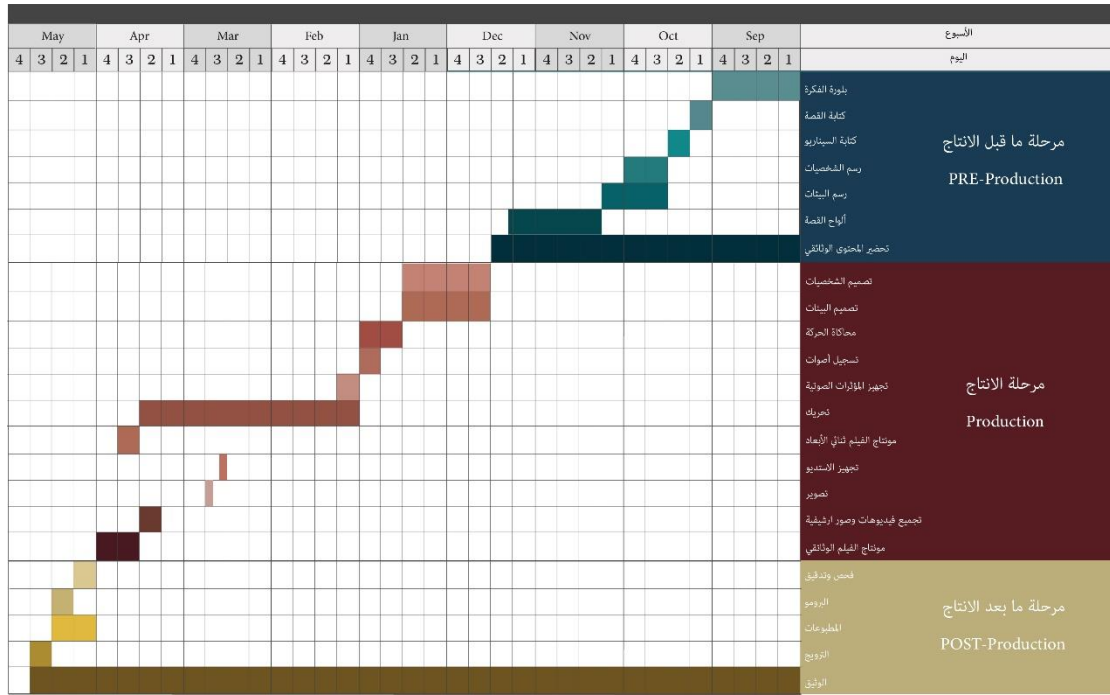 الأسبوع
Sep Oct Nov Dec Jan Feb Mar Apr May
اليوم
1 2 3 4 1 2 3 4 1 2 3 4 1 2 3 4 1 2 3 4 1 2 3 4 1 2 3 4 1 2 3 4 1 2 3 4
مرحلة ما قبل الانتاج
PRE-Production
بلورة الفكرة
كتابة القصة
كتابة السيناريو
رسم الشخصيات
رسم البيئات
ألواح القصة
تحضير المحتوى الوثائقي
مرحلة الانتاج
Production
تصميم الشخصيات
تصميم البيئات
محاكاة الحركة
تسجيل أصوات
تجهيز المؤثرات الصوتية
تحريك
مونتاج الفيلم ثنائي الأبعاد
تجهيز الاستديو
تصوير
تجميع فيديوهات وصور ارشيفية
مونتاج الفيلم الوثائقي
مرحلة ما بعد الانتاج
POST-Production
فحص وتدقيق
البرومو
المطبوعات
الترويج
الوثيق